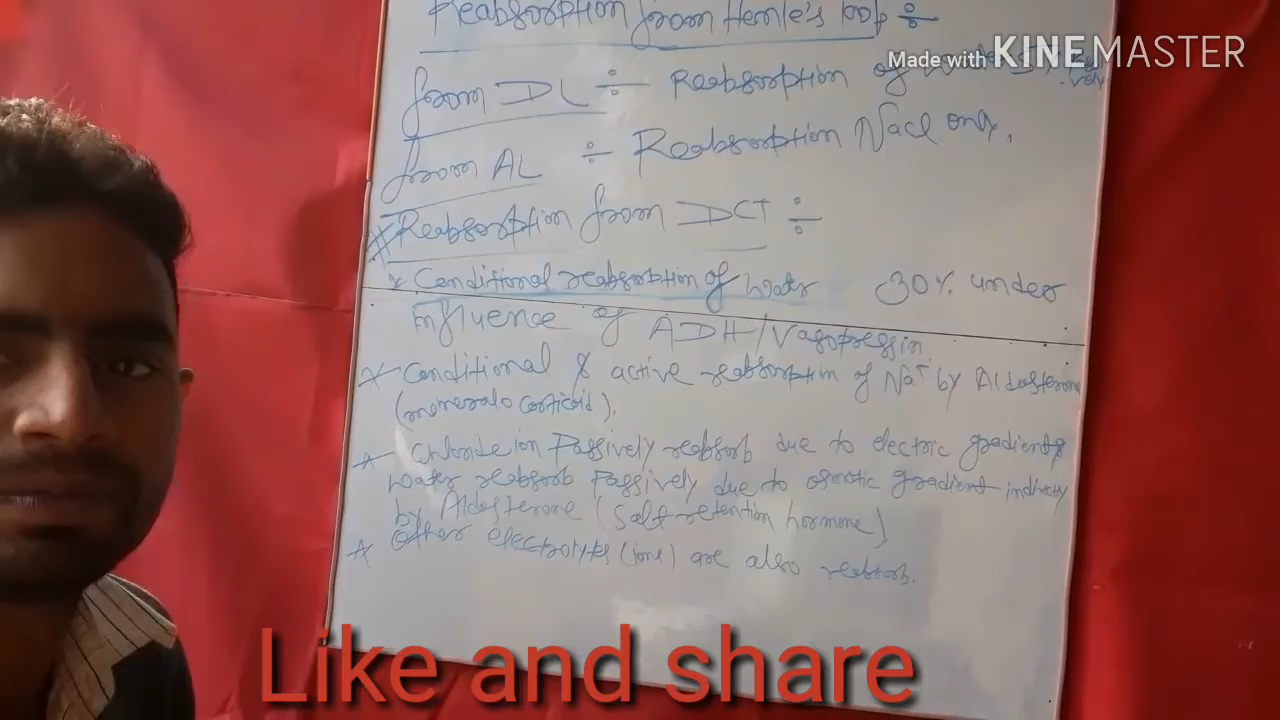 Reabsorption from Henle's loop ÷
Made with KINEMASTER
from DL ÷ Reabsorption of
from AL ÷ Reabsorption Nacl only.
* Reabsorption from DCT ÷
* Conditional reabsorption of water 30% under
Influence of ADH/Vasopressin
* Conditional & active reabsorption of Na+ by Aldosterone
(meneralo corticoid).
* Chloride ion Passively reabsorb due to electric gradient &
water reabsorb Passively due to osmotic gradient indirectly
by Aldosterone (Salt retention hormone)
* Other electrolytes (ions) are also reabsorb.
Like and share